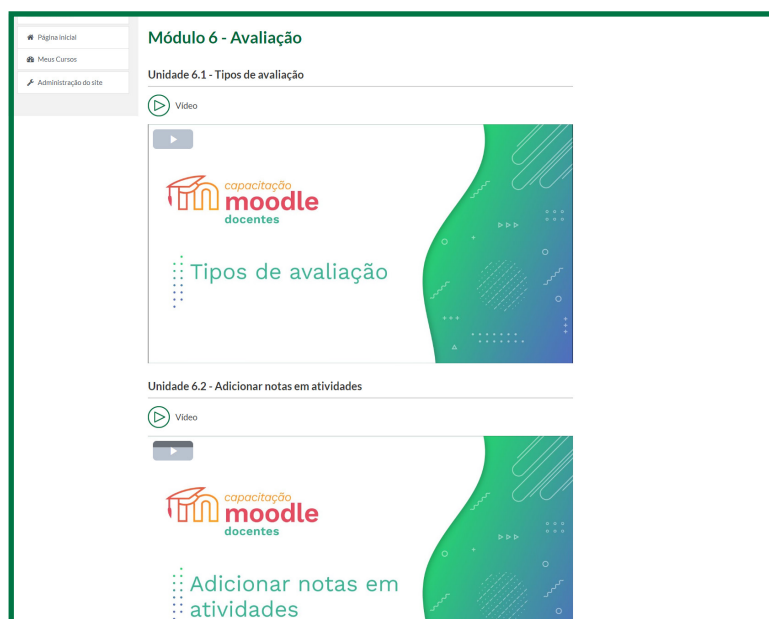 Página inicial
Meus Cursos
Administração do site
Módulo 6 - Avaliação
Unidade 6.1 - Tipos de avaliação
Vídeo
capacitação
moodle
docentes
Tipos de avaliação
Unidade 6.2 - Adicionar notas em atividades
Vídeo
capacitação
moodle
docentes
Adicionar notas em
atividades